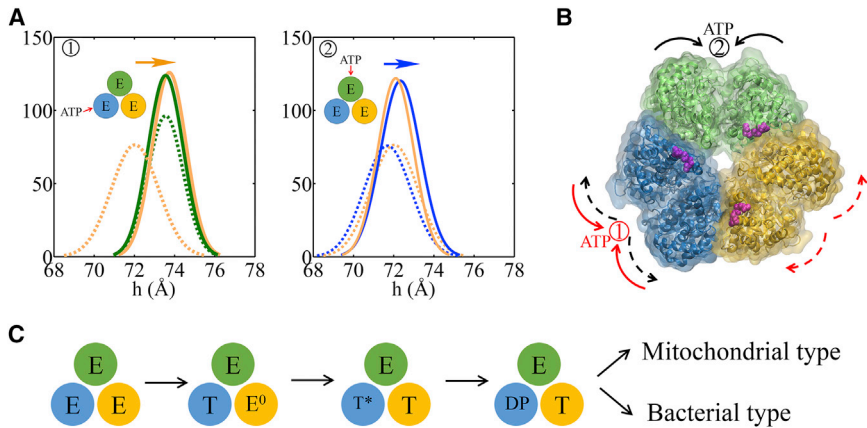 A
150
100
50
0
68 70 72 74 76 78
h (Å)
①
ATP
E
E E
150
100
50
0
68 70 72 74 76 78
h (Å)
②
ATP
E
E E
B
ATP
②
ATP ①
C
E
E E
E
T E⁰
E
T* T
E
DP T
Mitochondrial type
Bacterial type